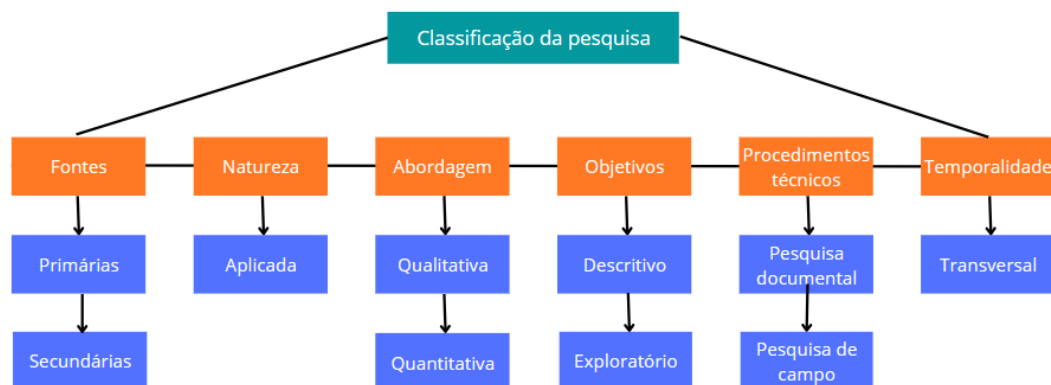 Classificação da pesquisa
Fontes
Natureza
Abordagem
Objetivos
Procedimentos
técnicos
Temporalidade
Primárias
Aplicada
Qualitativa
Descritivo
Pesquisa
documental
Transversal
Secundárias
Quantitativa
Exploratório
Pesquisa de
campo